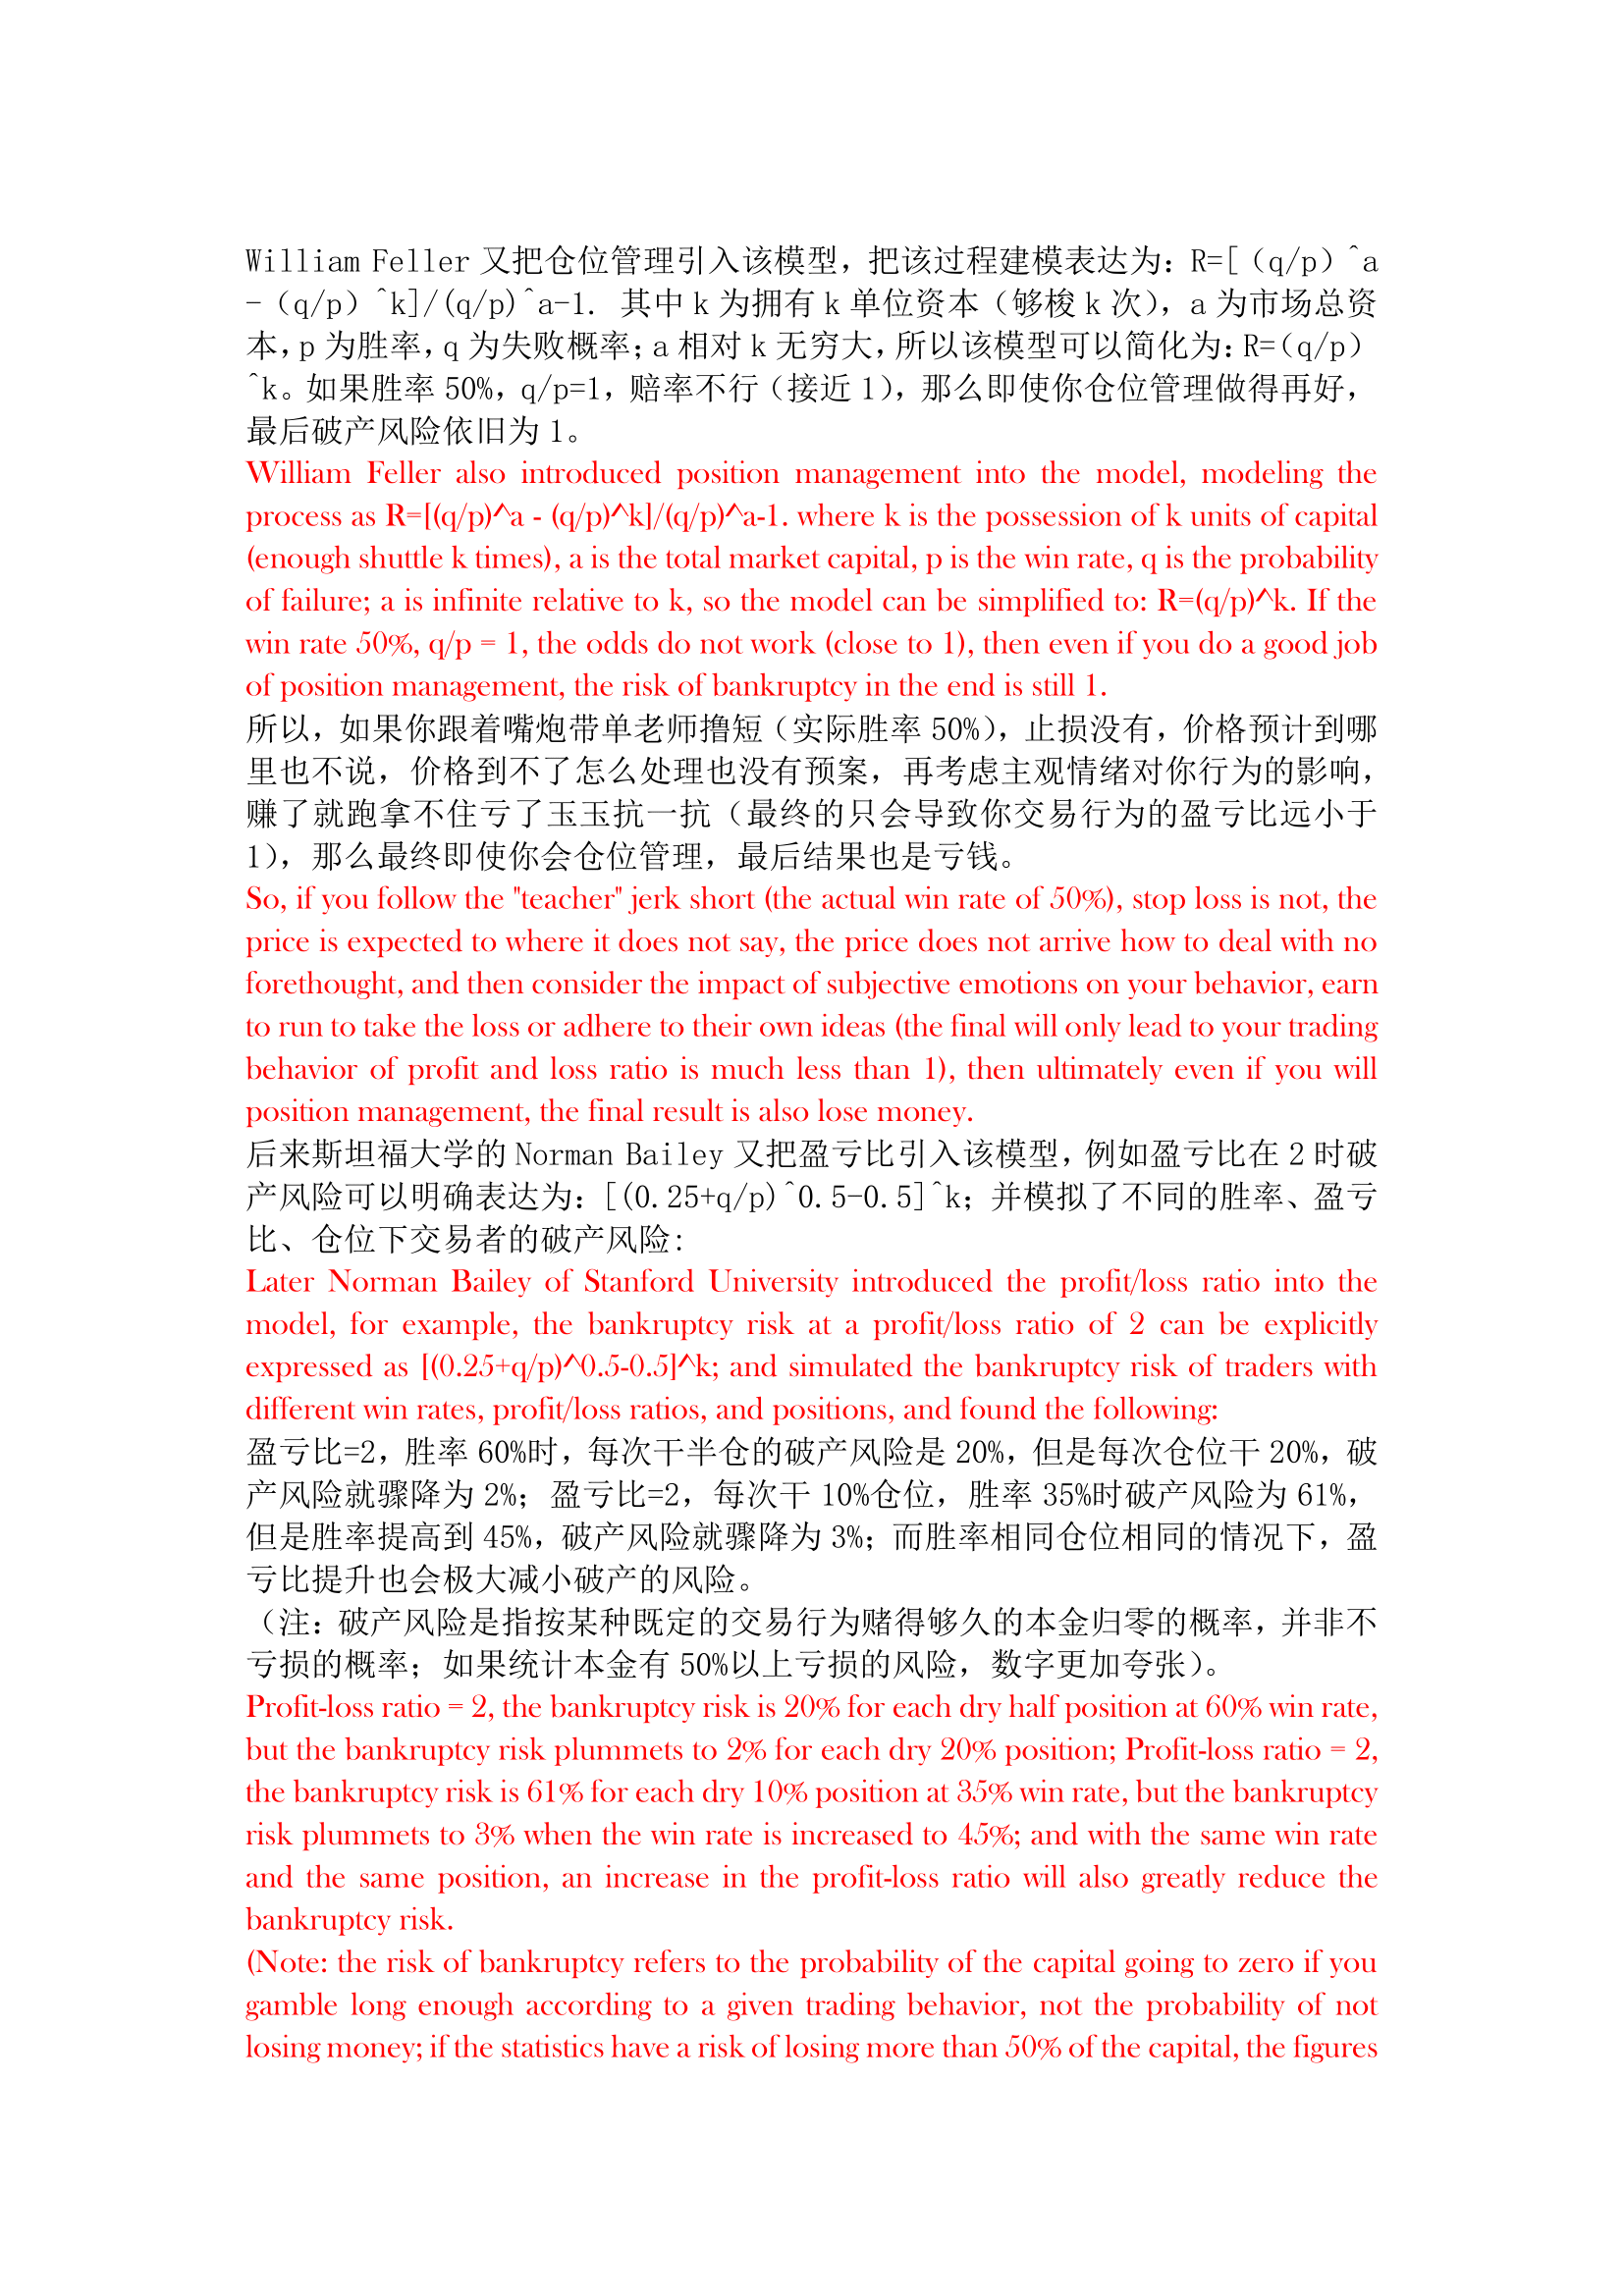 William Feller 又把仓位管理引入该模型，把该过程建模表达为：R=[（q/p）^a
-（q/p）^k]/(q/p)^a-1. 其中 k 为拥有 k 单位资本（够梭 k 次），a 为市场总资
本，p 为胜率，q 为失败概率；a 相对 k 无穷大，所以该模型可以简化为：R=（q/p）
^k。如果胜率 50%，q/p=1，赔率不行（接近 1），那么即使你仓位管理做得再好，
最后破产风险依旧为 1。
William Feller also introduced position management into the model, modeling the
process as R=[(q/p)^a - (q/p)^k]/(q/p)^a-1. where k is the possession of k units of capital
(enough shuttle k times), a is the total market capital, p is the win rate, q is the probability
of failure; a is infinite relative to k, so the model can be simplified to: R=(q/p)^k. If the
win rate 50%, q/p = 1, the odds do not work (close to 1), then even if you do a good job
of position management, the risk of bankruptcy in the end is still 1.
所以，如果你跟着嘴炮带单老师撸短（实际胜率 50%），止损没有，价格预计到哪
里也不说，价格到不了怎么处理也没有预案，再考虑主观情绪对你行为的影响，
赚了就跑拿不住亏了玉玉抗一抗（最终的只会导致你交易行为的盈亏比远小于
1），那么最终即使你会仓位管理，最后结果也是亏钱。
So, if you follow the "teacher" jerk short (the actual win rate of 50%), stop loss is not, the
price is expected to where it does not say, the price does not arrive how to deal with no
forethought, and then consider the impact of subjective emotions on your behavior, earn
to run to take the loss or adhere to their own ideas (the final will only lead to your trading
behavior of profit and loss ratio is much less than 1), then ultimately even if you will
position management, the final result is also lose money.
后来斯坦福大学的 Norman Bailey 又把盈亏比引入该模型，例如盈亏比在 2 时破
产风险可以明确表达为：[(0.25+q/p)^0.5-0.5]^k；并模拟了不同的胜率、盈亏
比、仓位下交易者的破产风险:
Later Norman Bailey of Stanford University introduced the profit/loss ratio into the
model, for example, the bankruptcy risk at a profit/loss ratio of 2 can be explicitly
expressed as [(0.25+q/p)^0.5-0.5]^k; and simulated the bankruptcy risk of traders with
different win rates, profit/loss ratios, and positions, and found the following:
盈亏比=2，胜率 60%时，每次干半仓的破产风险是 20%，但是每次仓位干 20%，破
产风险就骤降为 2%；盈亏比=2，每次干 10%仓位，胜率 35%时破产风险为 61%，
但是胜率提高到 45%，破产风险就骤降为 3%；而胜率相同仓位相同的情况下，盈
亏比提升也会极大减小破产的风险。
（注：破产风险是指按某种既定的交易行为赌得够久的本金归零的概率，并非不
亏损的概率；如果统计本金有 50%以上亏损的风险，数字更加夸张）。
Profit-loss ratio = 2, the bankruptcy risk is 20% for each dry half position at 60% win rate,
but the bankruptcy risk plummets to 2% for each dry 20% position; Profit-loss ratio = 2,
the bankruptcy risk is 61% for each dry 10% position at 35% win rate, but the bankruptcy
risk plummets to 3% when the win rate is increased to 45%; and with the same win rate
and the same position, an increase in the profit-loss ratio will also greatly reduce the
bankruptcy risk.
(Note: the risk of bankruptcy refers to the probability of the capital going to zero if you
gamble long enough according to a given trading behavior, not the probability of not
losing money; if the statistics have a risk of losing more than 50% of the capital, the figures